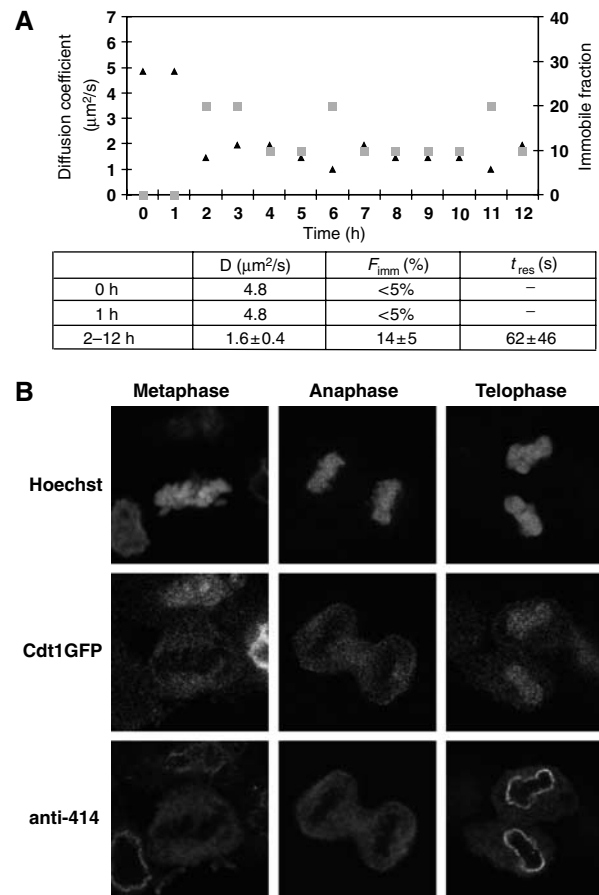 A
Diffusion coefficient
(μm²/s)
7
6
5
4
3
2
1
0
40
30
20
10
0
Immobile fraction
0 1 2 3 4 5 6 7 8 9 10 11 12
Time (h)
D (μm²/s) F imm (%) t res (s)
0 h 4.8 <5% –
1 h 4.8 <5% –
2–12 h 1.6±0.4 14±5 62±46
B
Metaphase Anaphase Telophase
Hoechst
Cdt1GFP
anti-414